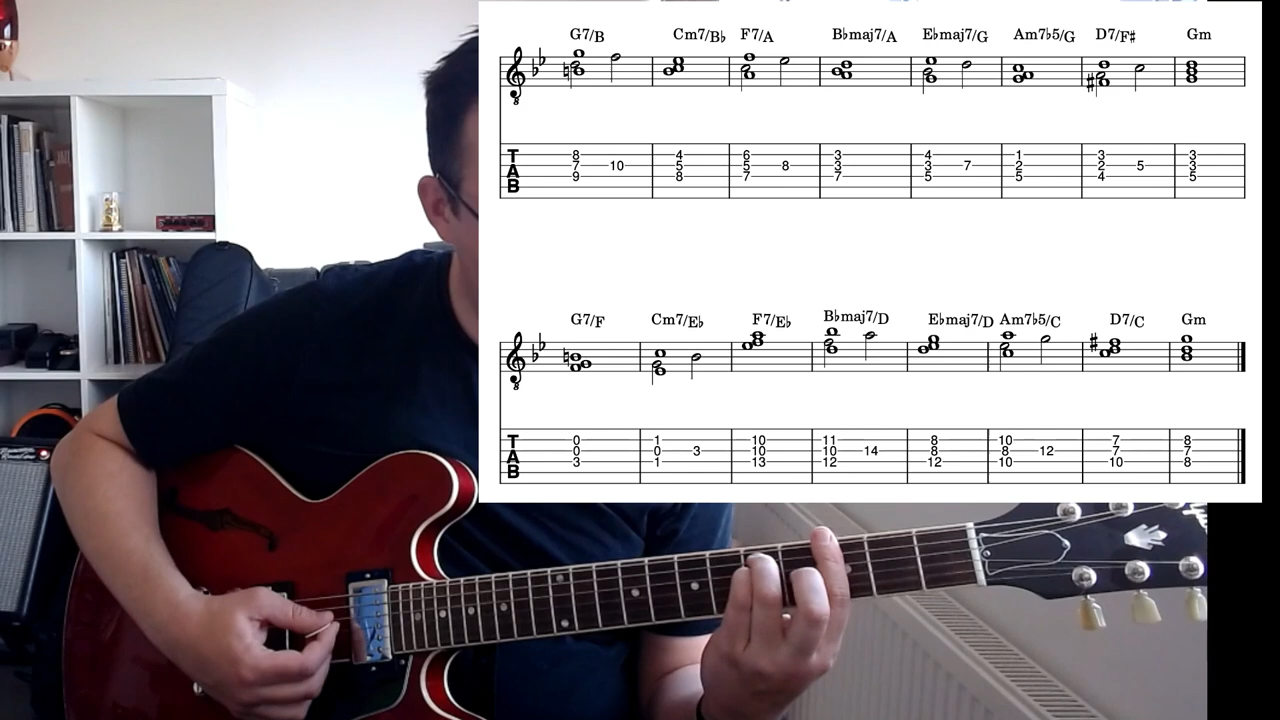 G7/B Cm7/B♭ F7/A B♭maj7/A E♭maj7/G Am7♭5/G D7/F♯ Gm
8
T 8 4 6 3 4 1 3 3
A 7 10 5 5 8 3 3 7 2 2 5 3
B 9 8 7 7 5 5 4 5
G7/F Cm7/E♭ F7/E♭ B♭maj7/D E♭maj7/D Am7♭5/C D7/C Gm
8
T 0 1 10 11 8 10 7 8
A 0 0 3 10 10 14 8 8 12 7 7
B 3 1 13 12 12 10 10 8